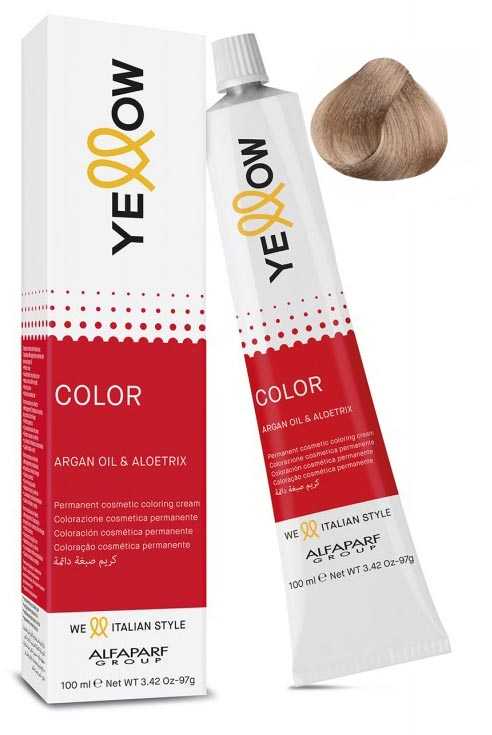 YELLOW
COLOR
ARGAN OIL & ALOETRIX
Permanent cosmetic coloring cream
Colorazione cosmetica permanente
Coloración cosmética permanente
Coloração cosmética permanente
كريم صبغة دائمة
WE ITALIAN STYLE
ALFAPARF
GROUP
100 ml ℮ Net WT 3.42 Oz-97g
YELLOW
COLOR
ARGAN OIL & ALOETRIX
Permanent cosmetic coloring cream
Colorazione cosmetica permanente
Coloración cosmética permanente
Coloração cosmética permanente
كريم صبغة دائمة
WE ITALIAN STYLE
ALFAPARF
GROUP
100 ml ℮ Net WT 3.42 Oz-97g